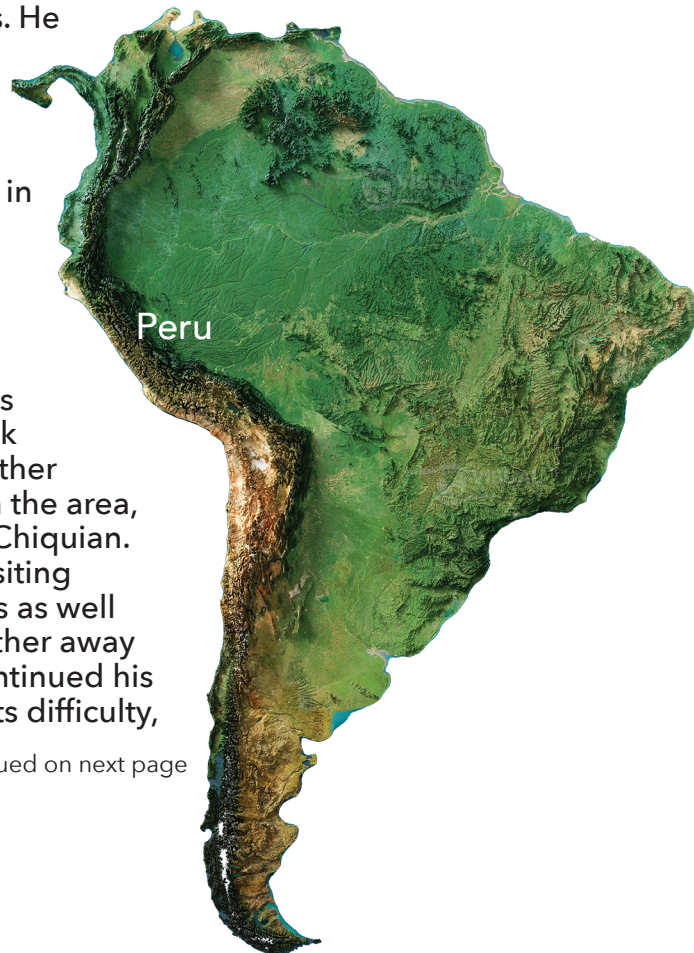 s. He
in
Peru
s
k
ther
the area,
Chiquian.
siting
s as well
ther away
ntinued his
ts difficulty,
ued on next page